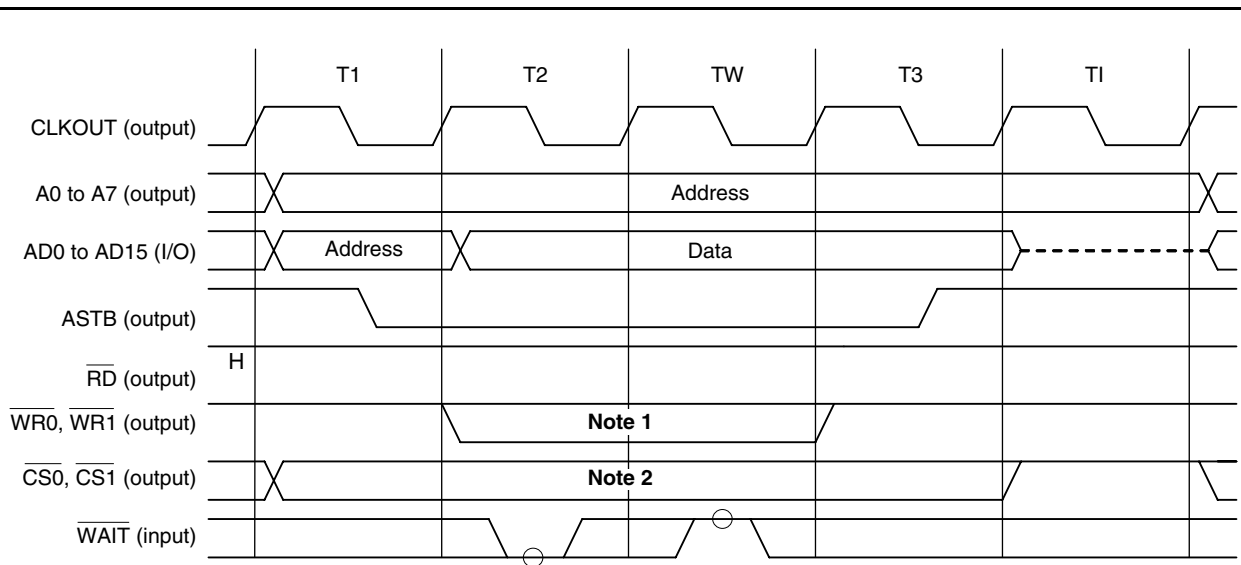 T1 T2 TW T3 TI
CLKOUT (output)
A0 to A7 (output) Address
AD0 to AD15 (I/O) Address Data
ASTB (output)
H
RD (output)
WR0, WR1 (output) Note 1
CS0, CS1 (output) Note 2
WAIT (input)